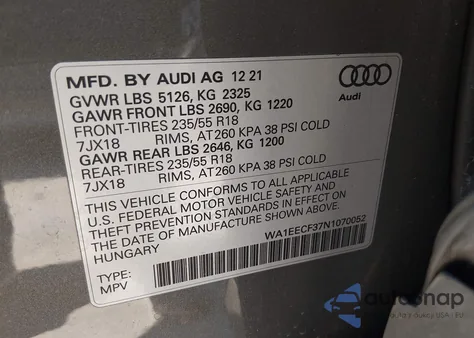 MFD. BY AUDI AG 12 21
GVWR LBS 5126, KG 2325
GAWR FRONT LBS 2690, KG 1220
FRONT-TIRES 235/55 R18
7JX18 RIMS, AT260 KPA 38 PSI COLD
GAWR REAR LBS 2646, KG 1200
REAR-TIRES 235/55 R18
7JX18 RIMS, AT260 KPA 38 PSI COLD
THIS VEHICLE CONFORMS TO ALL APPLICABLE
U.S. FEDERAL MOTOR VEHICLE SAFETY AND
THEFT PREVENTION STANDARDS IN EFFECT ON
THE DATE OF MANUFACTURE SHOWN ABOVE
HUNGARY
WA1EECF37N1070052
TYPE:
MPV
Audi
autosnap